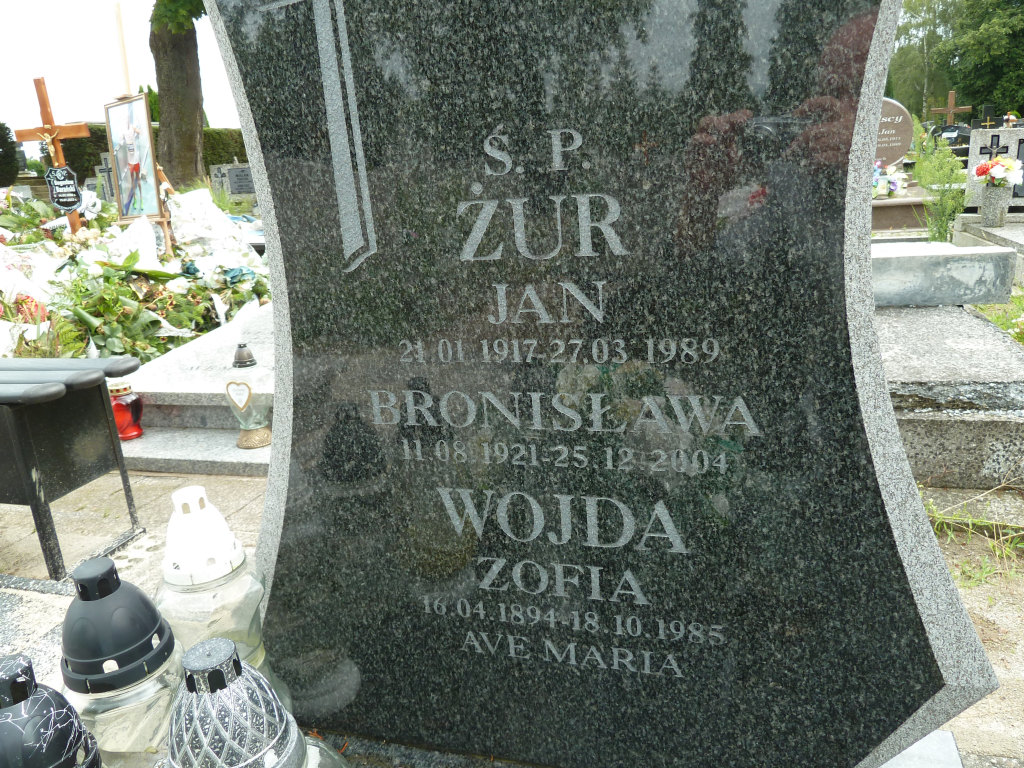 Ś. P.
ŻUR
JAN
21.01.1917-27.03.1989
BRONISŁAWA
11.08.1921-25.12.2004
WOJDA
ZOFIA
16.04.1894-18.10.1985
AVE MARIA
Jan